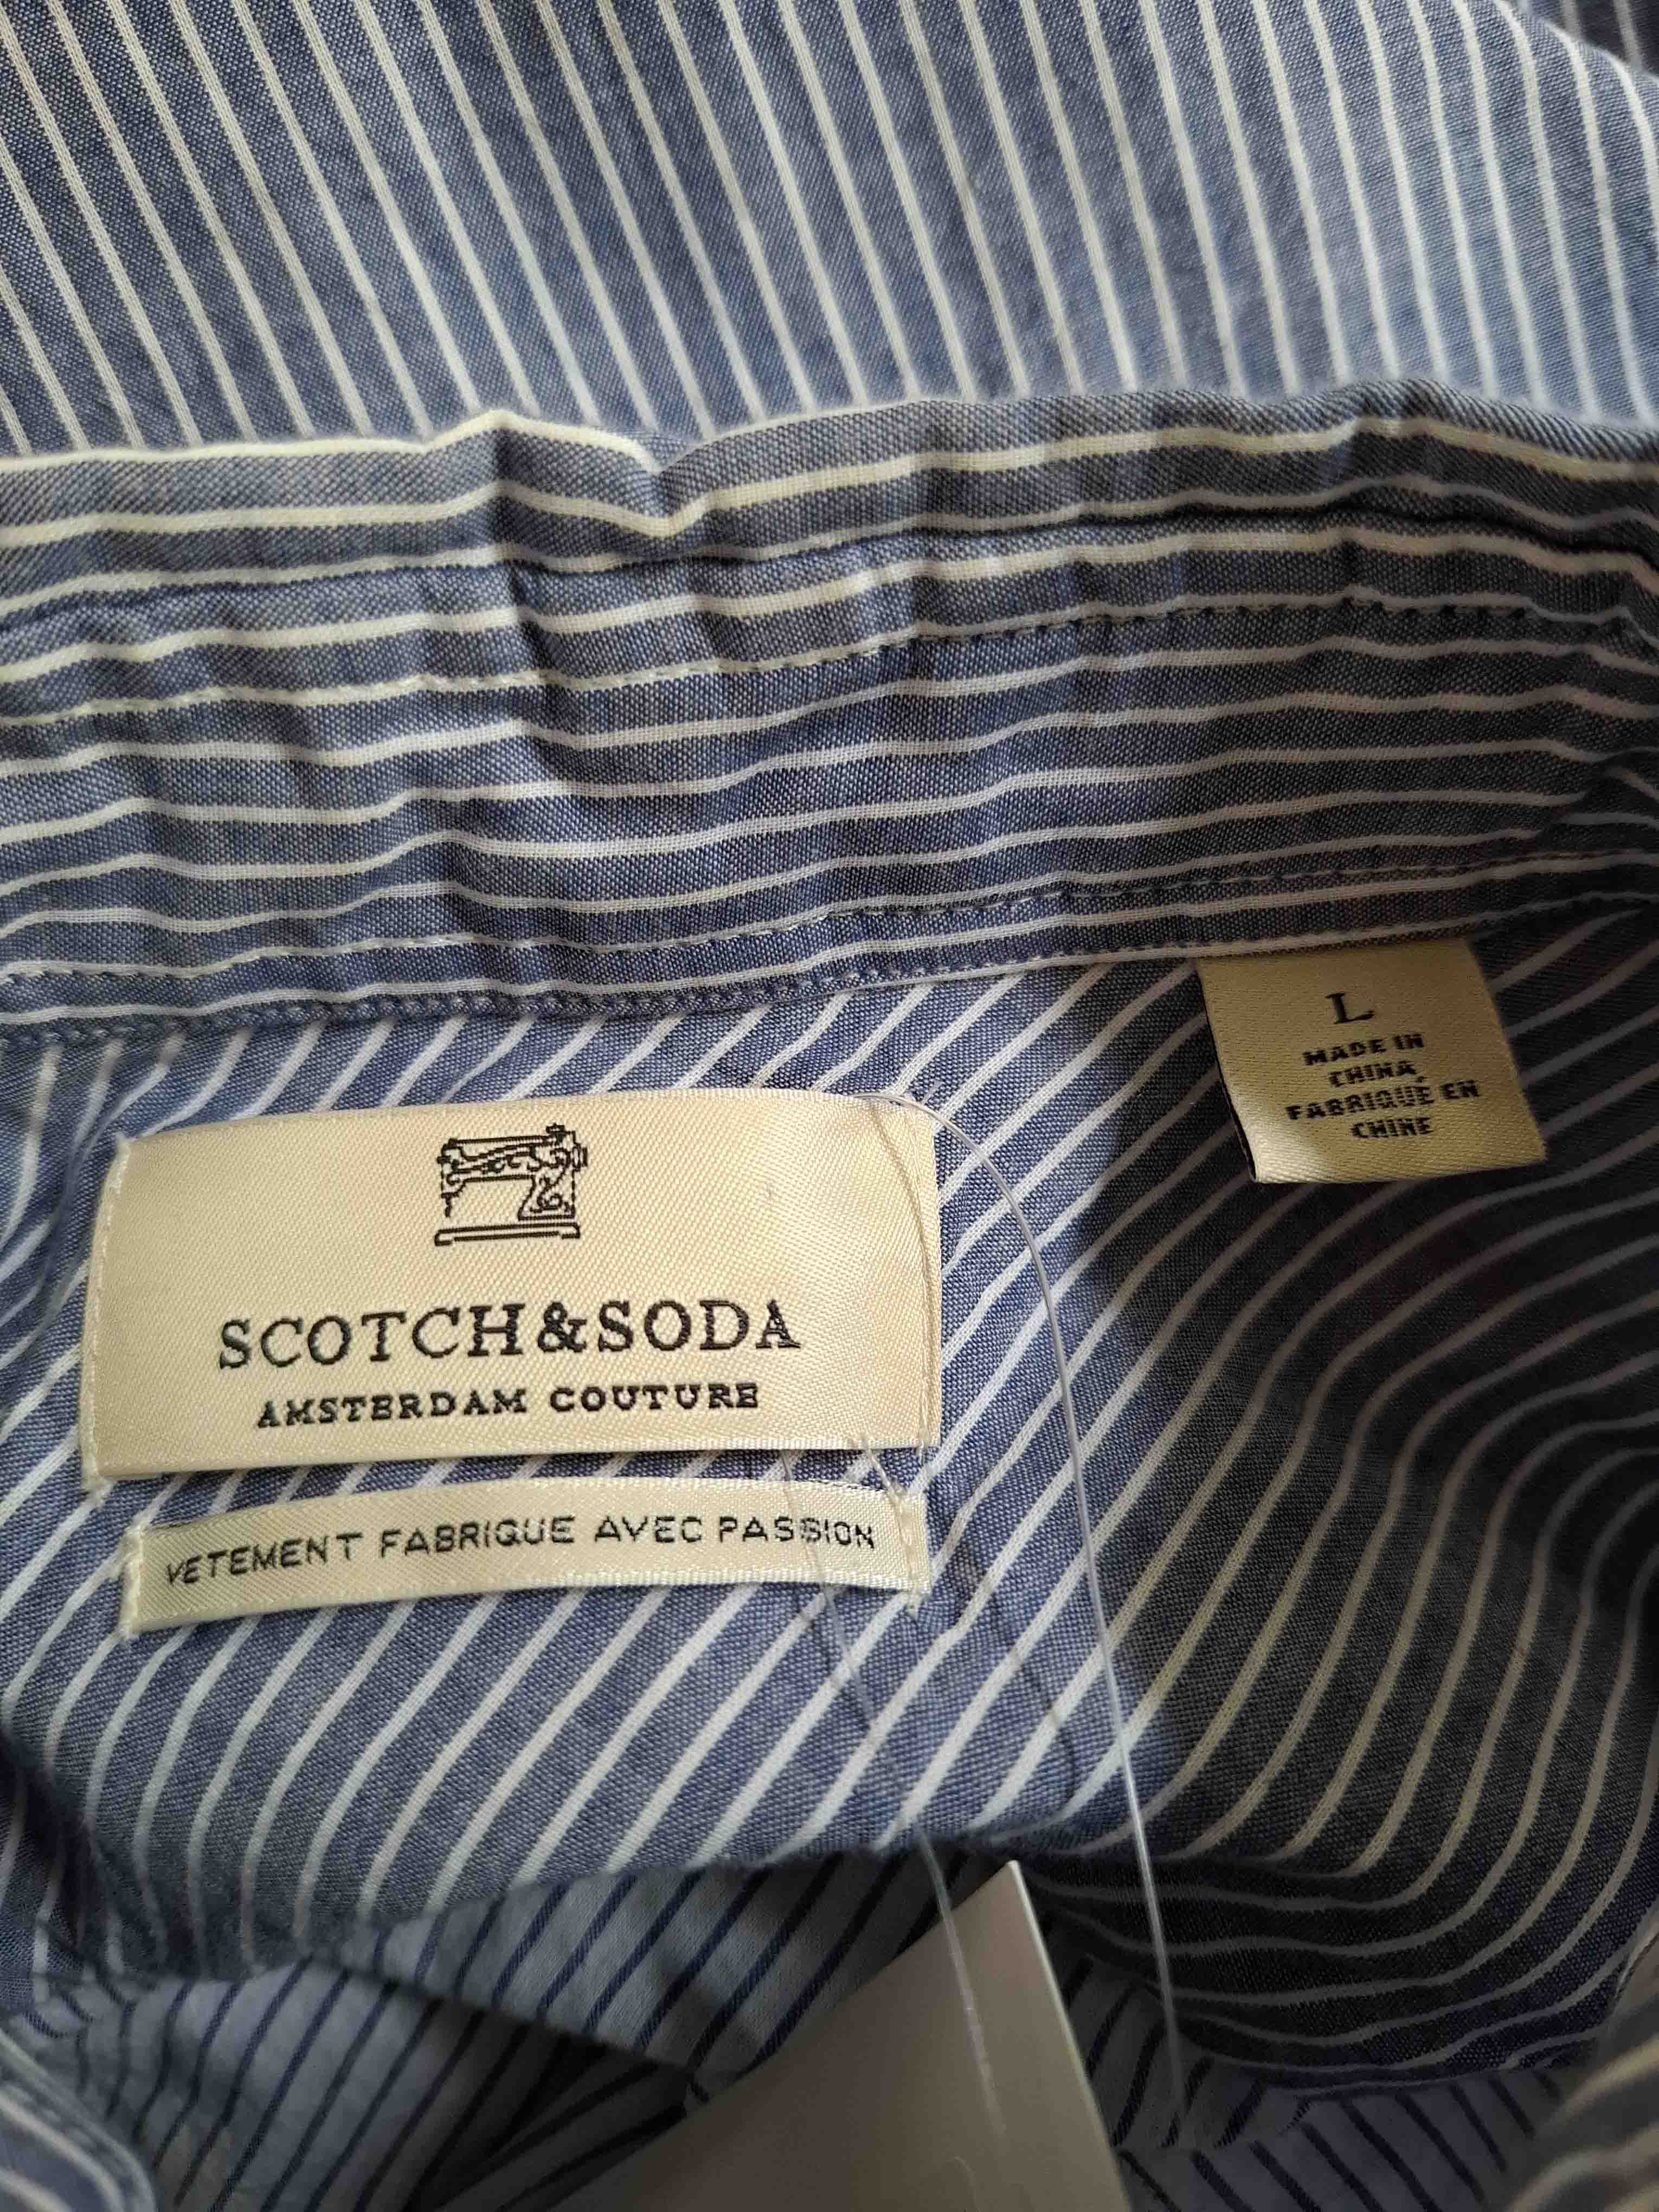 L
MADE IN
CHINA,
FABRIQUÉ EN
CHINE
SCOTCH&SODA
AMSTERDAM COUTURE
VETEMENT FABRIQUE AVEC PASSION